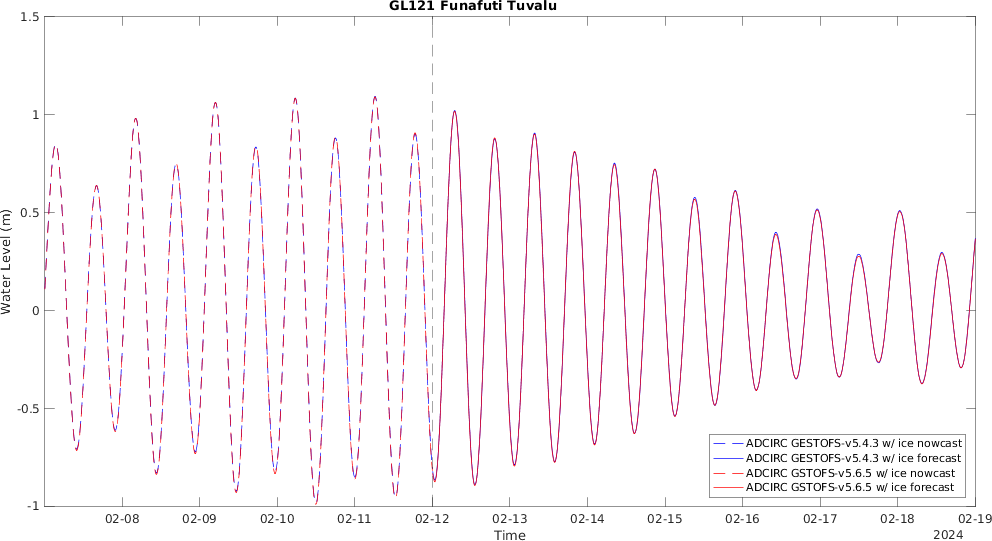 GL121 Funafuti Tuvalu
1.5
1
0.5
0
-0.5
-1
Water Level (m)
ADCIRC GESTOFS-v5.4.3 w/ ice nowcast
ADCIRC GESTOFS-v5.4.3 w/ ice forecast
ADCIRC GSTOFS-v5.6.5 w/ ice nowcast
ADCIRC GSTOFS-v5.6.5 w/ ice forecast
02-08 02-09 02-10 02-11 02-12 02-13 02-14 02-15 02-16 02-17 02-18 02-19
Time
2024